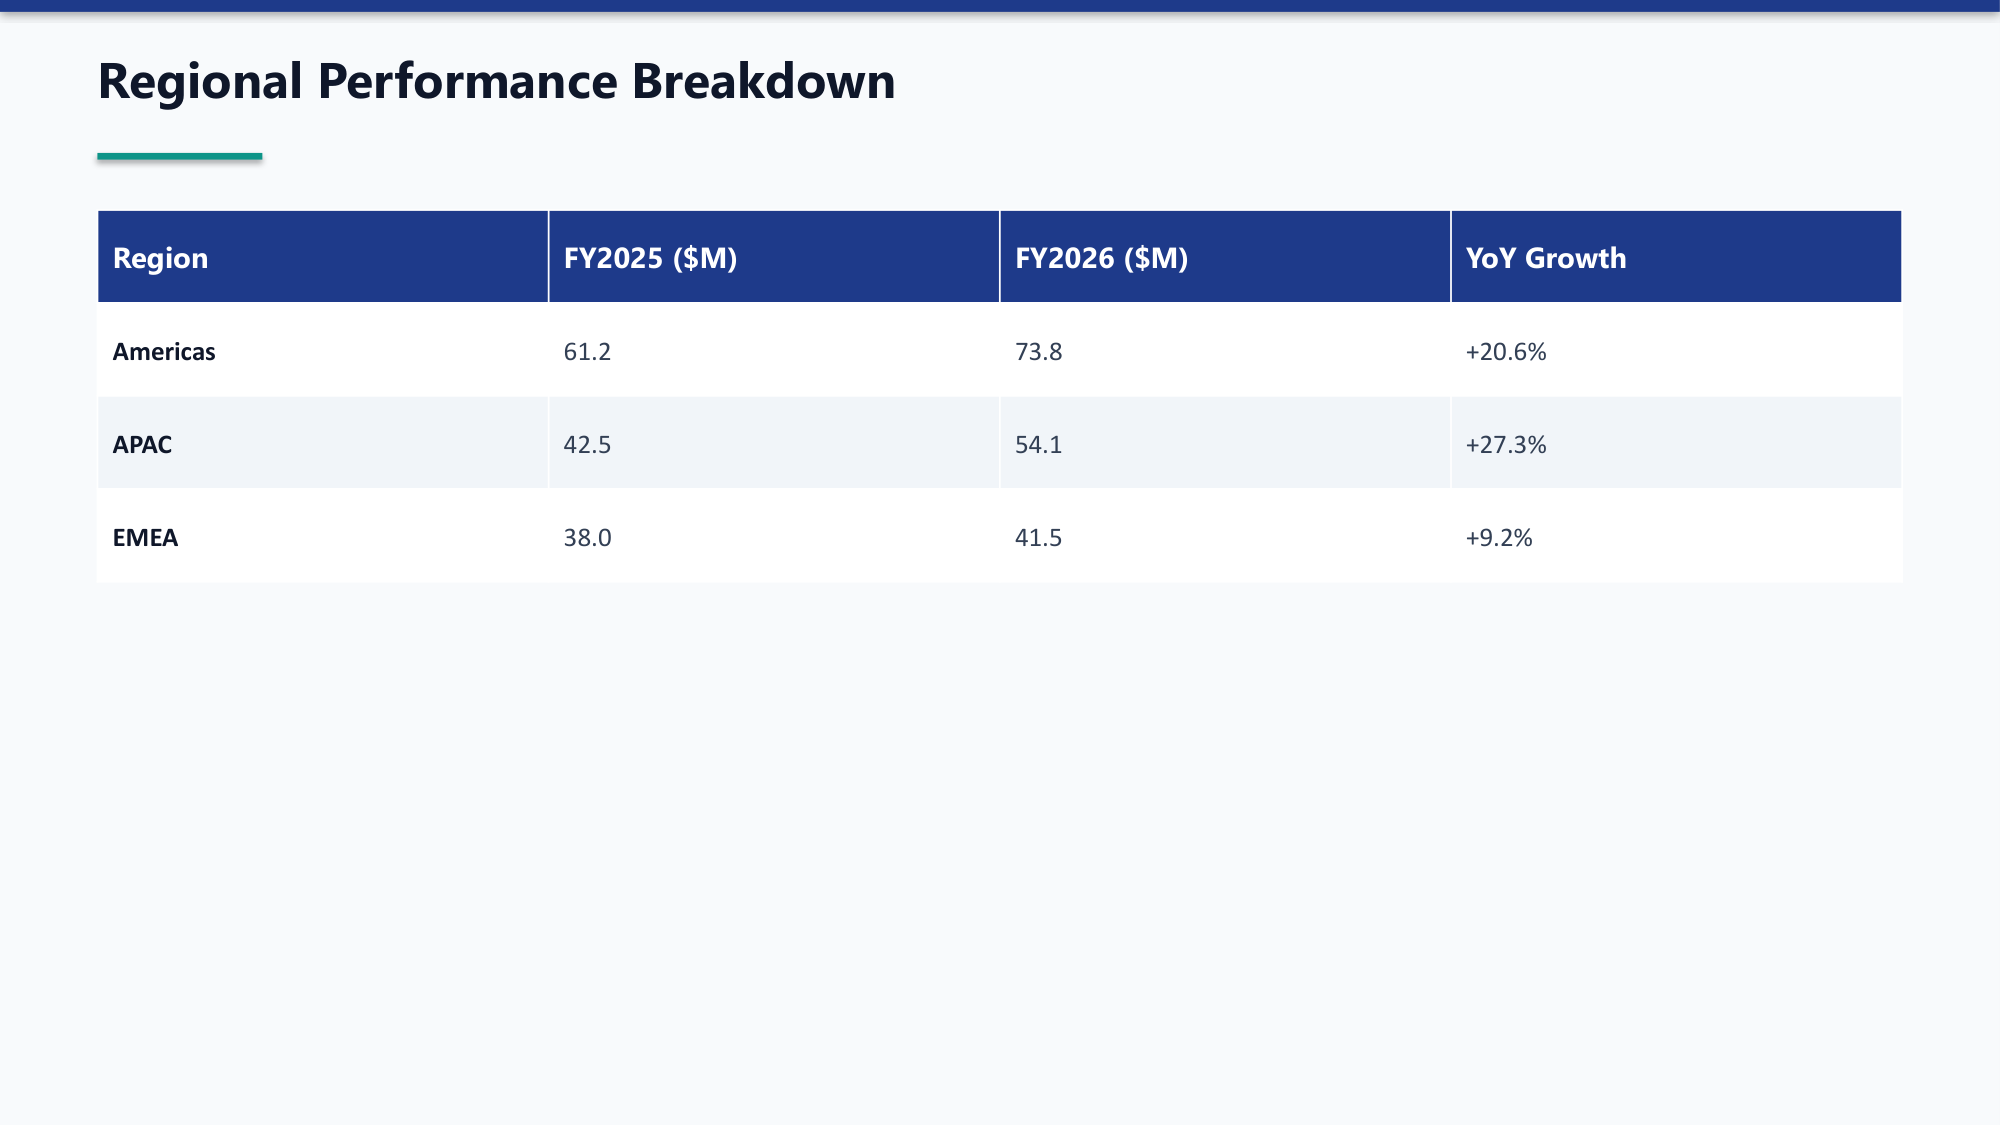 Regional Performance Breakdown
Region FY2025 ($M) FY2026 ($M) YoY Growth
Americas 61.2 73.8 +20.6%
APAC 42.5 54.1 +27.3%
EMEA 38.0 41.5 +9.2%